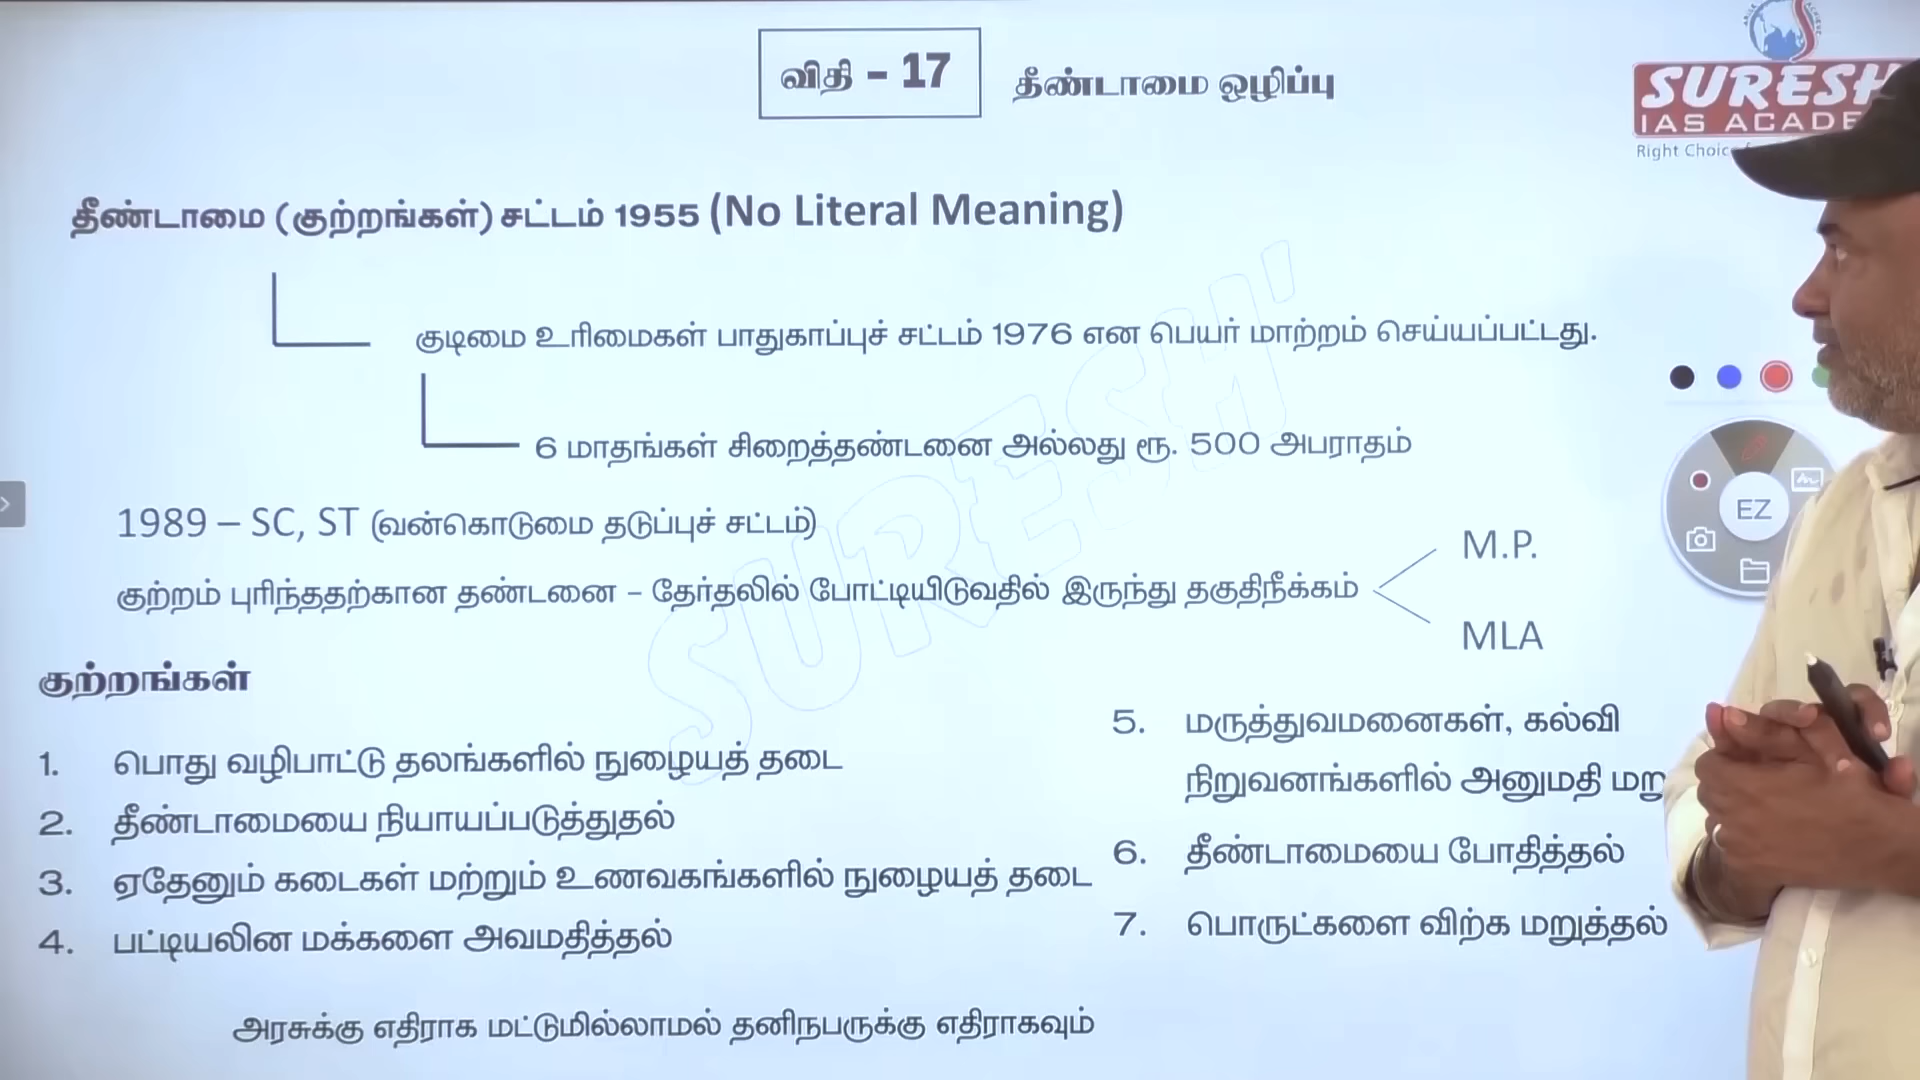 விதி – 17
தீண்டாமை ஒழிப்பு
SURESH
IAS ACADE
Right Choic
தீண்டாமை (குற்றங்கள்) சட்டம் 1955 (No Literal Meaning)
குடிமை உரிமைகள் பாதுகாப்புச் சட்டம் 1976 என பெயர் மாற்றம் செய்யப்பட்டது.
6 மாதங்கள் சிறைத்தண்டனை அல்லது ரூ. 500 அபராதம்
1989 – SC, ST (வன்கொடுமை தடுப்புச் சட்டம்)
குற்றம் புரிந்ததற்கான தண்டனை – தேர்தலில் போட்டியிடுவதில் இருந்து தகுதிநீக்கம்
M.P.
MLA
குற்றங்கள்
1. பொது வழிபாட்டு தலங்களில் நுழையத் தடை
2. தீண்டாமையை நியாயப்படுத்துதல்
3. ஏதேனும் கடைகள் மற்றும் உணவகங்களில் நுழையத் தடை
4. பட்டியலின மக்களை அவமதித்தல்
5. மருத்துவமனைகள், கல்வி
நிறுவனங்களில் அனுமதி மறு
6. தீண்டாமையை போதித்தல்
7. பொருட்களை விற்க மறுத்தல்
அரசுக்கு எதிராக மட்டுமில்லாமல் தனிநபருக்கு எதிராகவும்
EZ
SURESH'